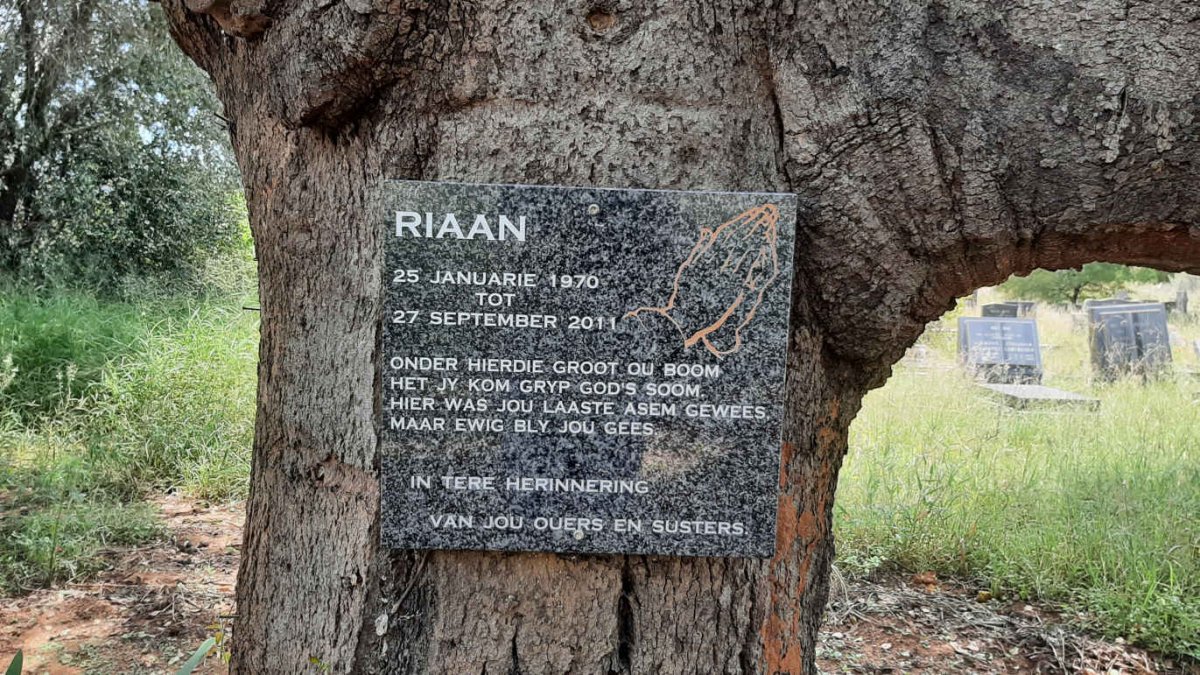 RIAAN
25 JANUARIE 1970
TOT
27 SEPTEMBER 2011
ONDER HIERDIE GROOT OU BOOM
HET JY KOM GRYP GOD'S SOOM.
HIER WAS JOU LAASTE ASEM GEWEES,
MAAR EWIG BLY JOU GEES.
IN TERE HERINNERING
VAN JOU OUERS EN SUSTERS